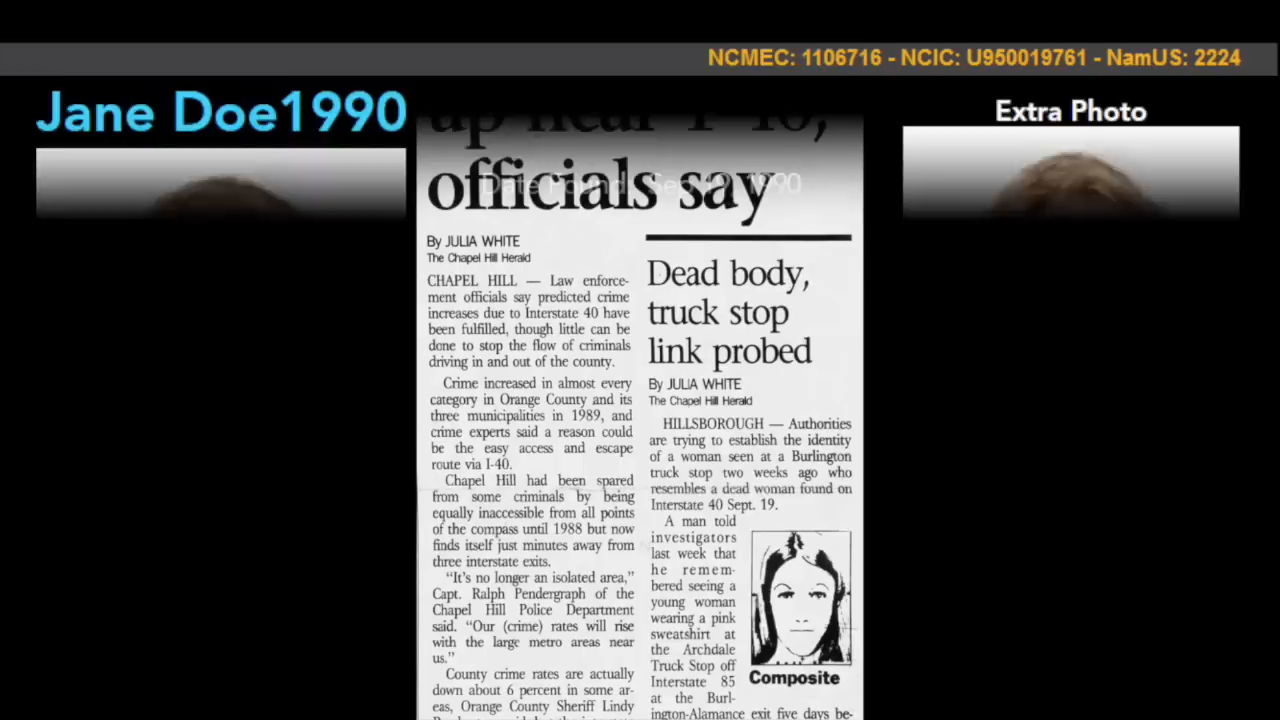 NCMEC: 1106716 - NCIC: U950019761 - NamUS: 2224
Jane Doe1990
Extra Photo
up near I-40,
officials say
Date Found: Sep 19, 1990
By JULIA WHITE
The Chapel Hill Herald
CHAPEL HILL — Law enforce-
ment officials say predicted crime
increases due to Interstate 40 have
been fulfilled, though little can be
done to stop the flow of criminals
driving in and out of the county.
Crime increased in almost every
category in Orange County and its
three municipalities in 1989, and
crime experts said a reason could
be the easy access and escape
route via I-40.
Chapel Hill had been spared
from some criminals by being
equally inaccessible from all points
of the compass until 1988 but now
finds itself just minutes away from
three interstate exits.
“It’s no longer an isolated area,”
Capt. Ralph Pendergraph of the
Chapel Hill Police Department
said. “Our (crime) rates will rise
with the large metro areas near
us.”
County crime rates are actually
down about 6 percent in some ar-
eas, Orange County Sheriff Lindy
Dead body,
truck stop
link probed
By JULIA WHITE
The Chapel Hill Herald
HILLSBOROUGH — Authorities
are trying to establish the identity
of a woman seen at a Burlington
truck stop two weeks ago who
resembles a dead woman found on
Interstate 40 Sept. 19.
A man told
investigators
last week that
he remem-
bered seeing a
young woman
wearing a pink
sweatshirt at
the Archdale
Truck Stop off
Interstate 85
at the Burl-
ington-Alamance exit five days be-
Composite